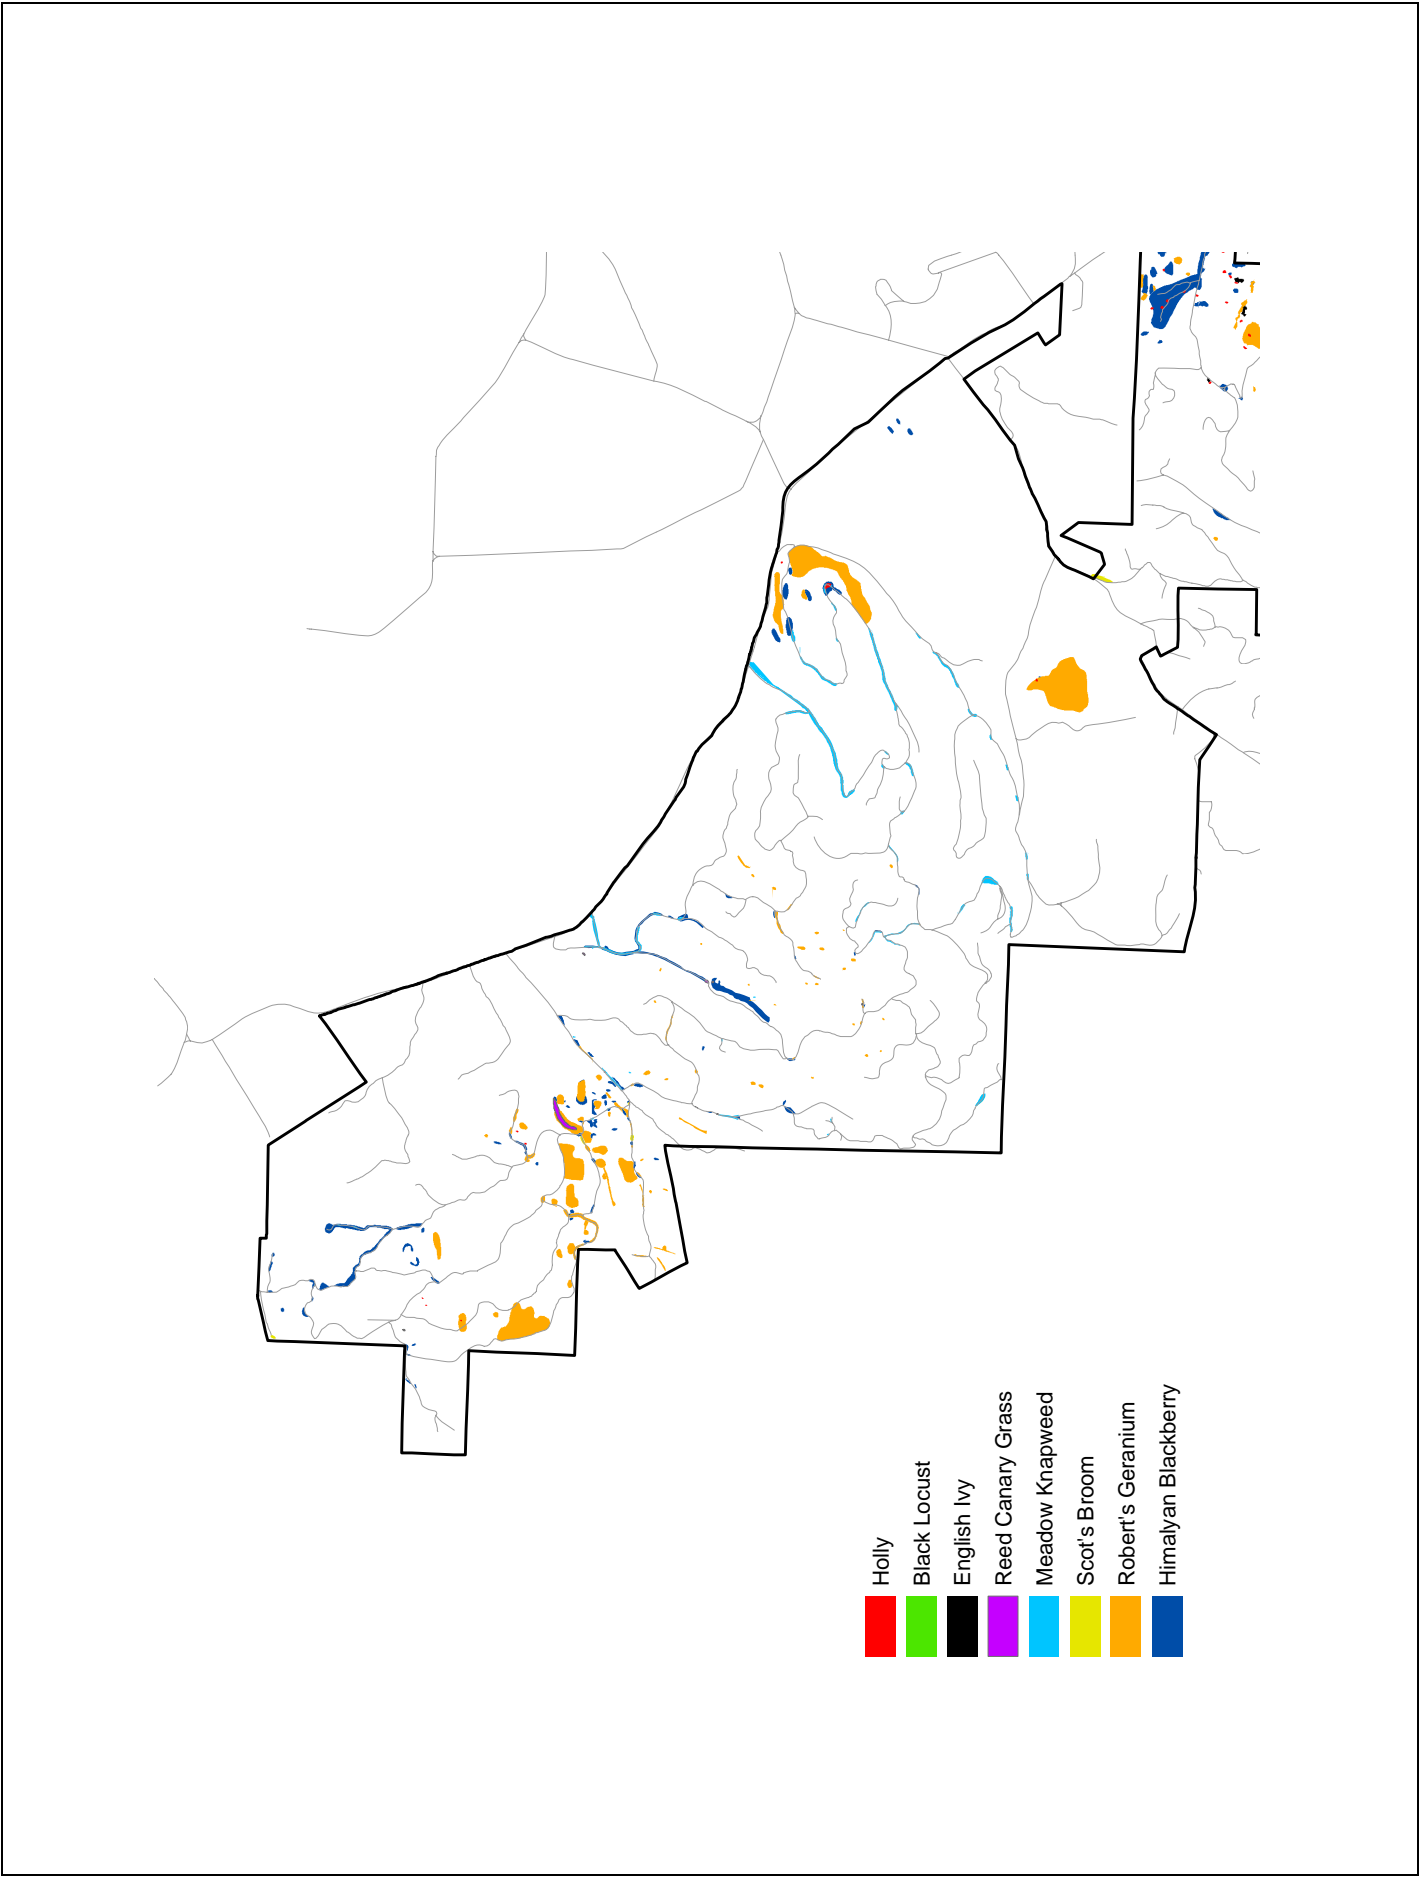 Holly
Black Locust
English Ivy
Reed Canary Grass
Meadow Knapweed
Scot's Broom
Robert's Geranium
Himalyan Blackberry